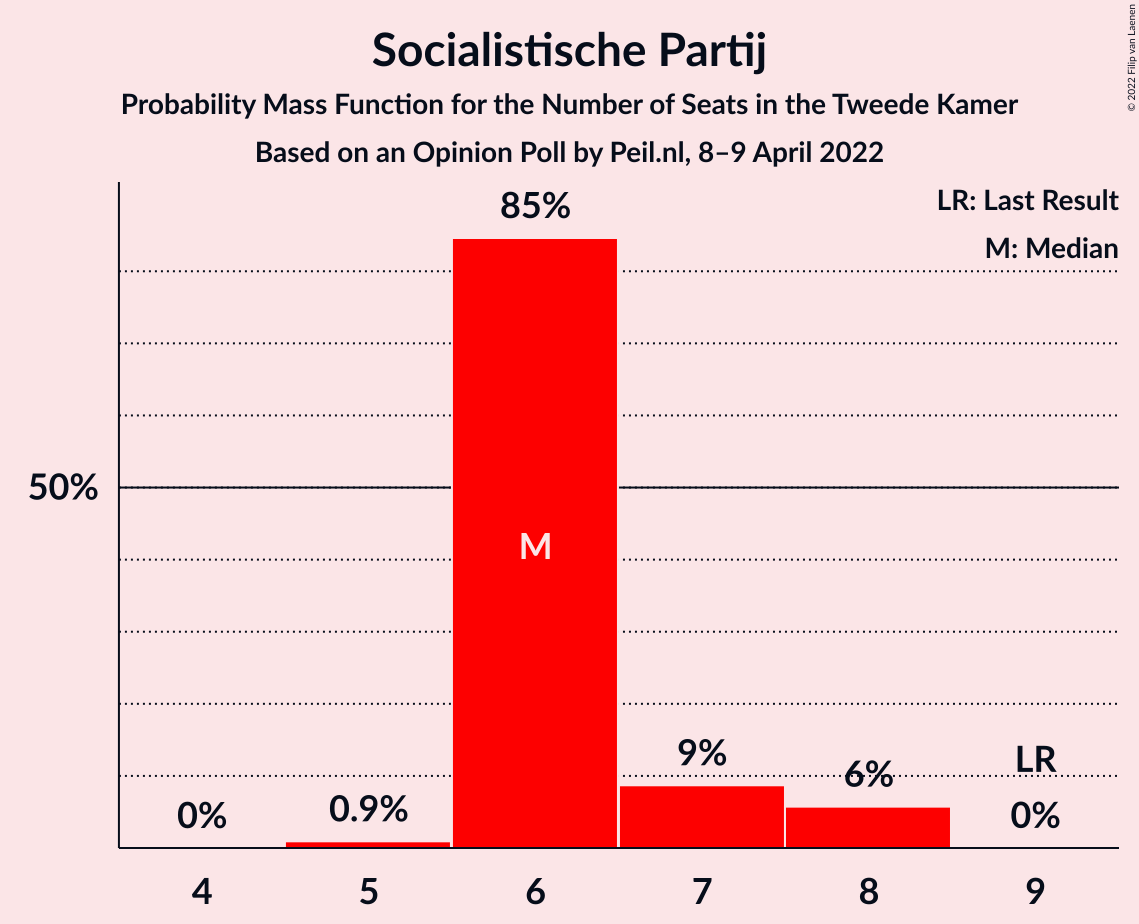 Socialistische Partij
Probability Mass Function for the Number of Seats in the Tweede Kamer
Based on an Opinion Poll by Peil.nl, 8–9 April 2022
© 2022 Filip van Laenen
LR: Last Result
M: Median
85%
50%
M
9%
6%
LR
0%
0.9%
0%
4 5 6 7 8 9